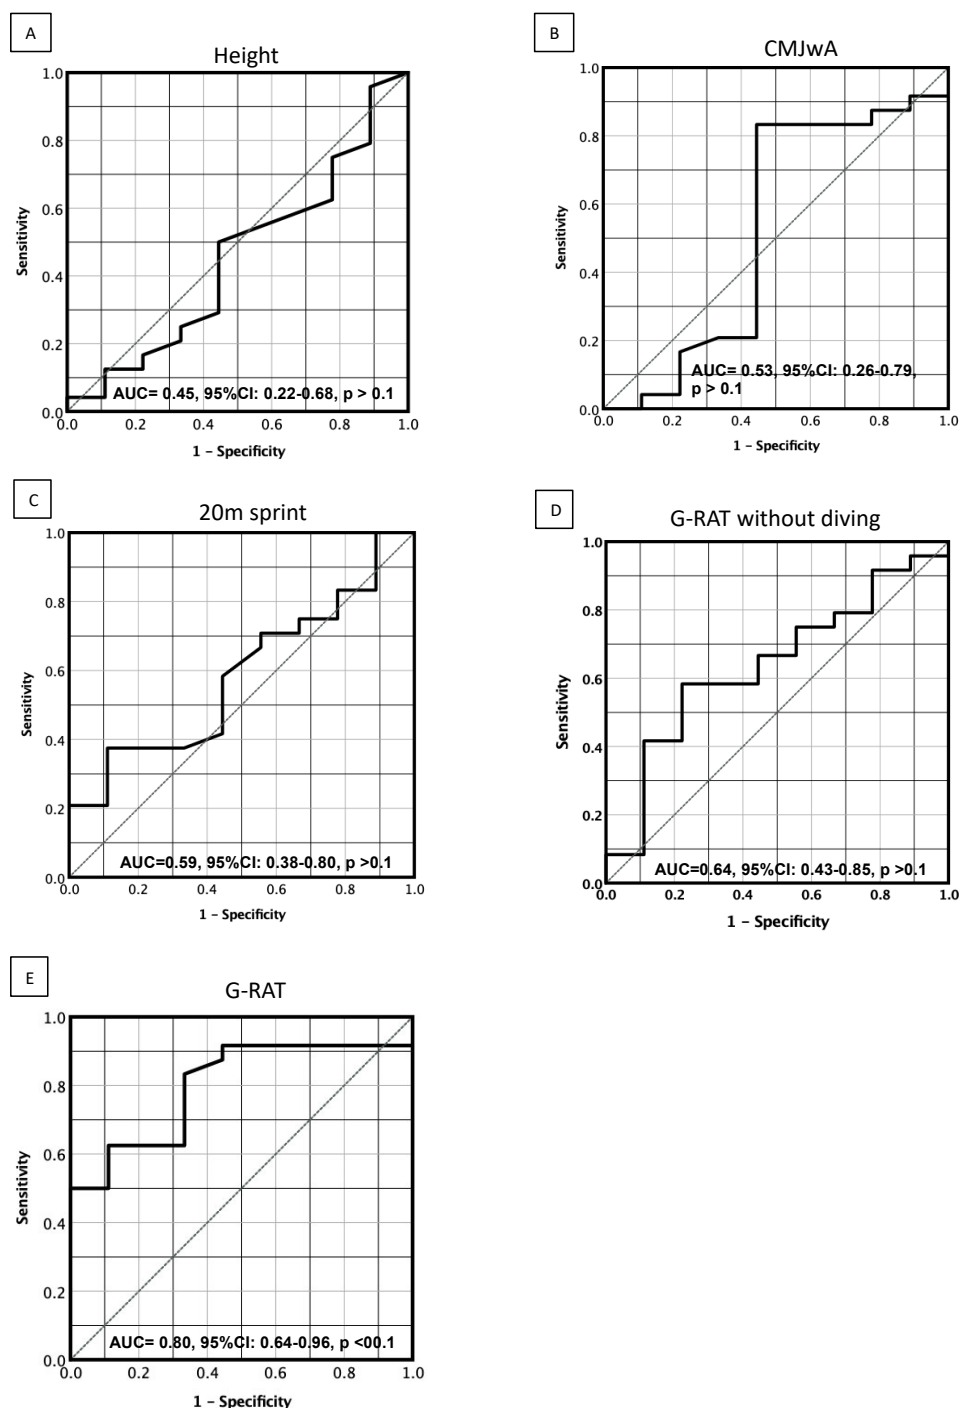 A
Height
1.0
0.8
0.6
0.4
0.2
0.0
Sensitivity
AUC= 0.45, 95%CI: 0.22-0.68, p > 0.1
0.0 0.2 0.4 0.6 0.8 1.0
1 – Specificity
B
CMJwA
1.0
0.8
0.6
0.4
0.2
0.0
Sensitivity
AUC= 0.53, 95%CI: 0.26-0.79,
p > 0.1
0.0 0.2 0.4 0.6 0.8 1.0
1 – Specificity
C
20m sprint
1.0
0.8
0.6
0.4
0.2
0.0
Sensitivity
AUC=0.59, 95%CI: 0.38-0.80, p >0.1
0.0 0.2 0.4 0.6 0.8 1.0
1 – Specificity
D
G-RAT without diving
1.0
0.8
0.6
0.4
0.2
0.0
Sensitivity
AUC=0.64, 95%CI: 0.43-0.85, p >0.1
0.0 0.2 0.4 0.6 0.8 1.0
1 – Specificity
E
G-RAT
1.0
0.8
0.6
0.4
0.2
0.0
Sensitivity
AUC= 0.80, 95%CI: 0.64-0.96, p <00.1
0.0 0.2 0.4 0.6 0.8 1.0
1 – Specificity